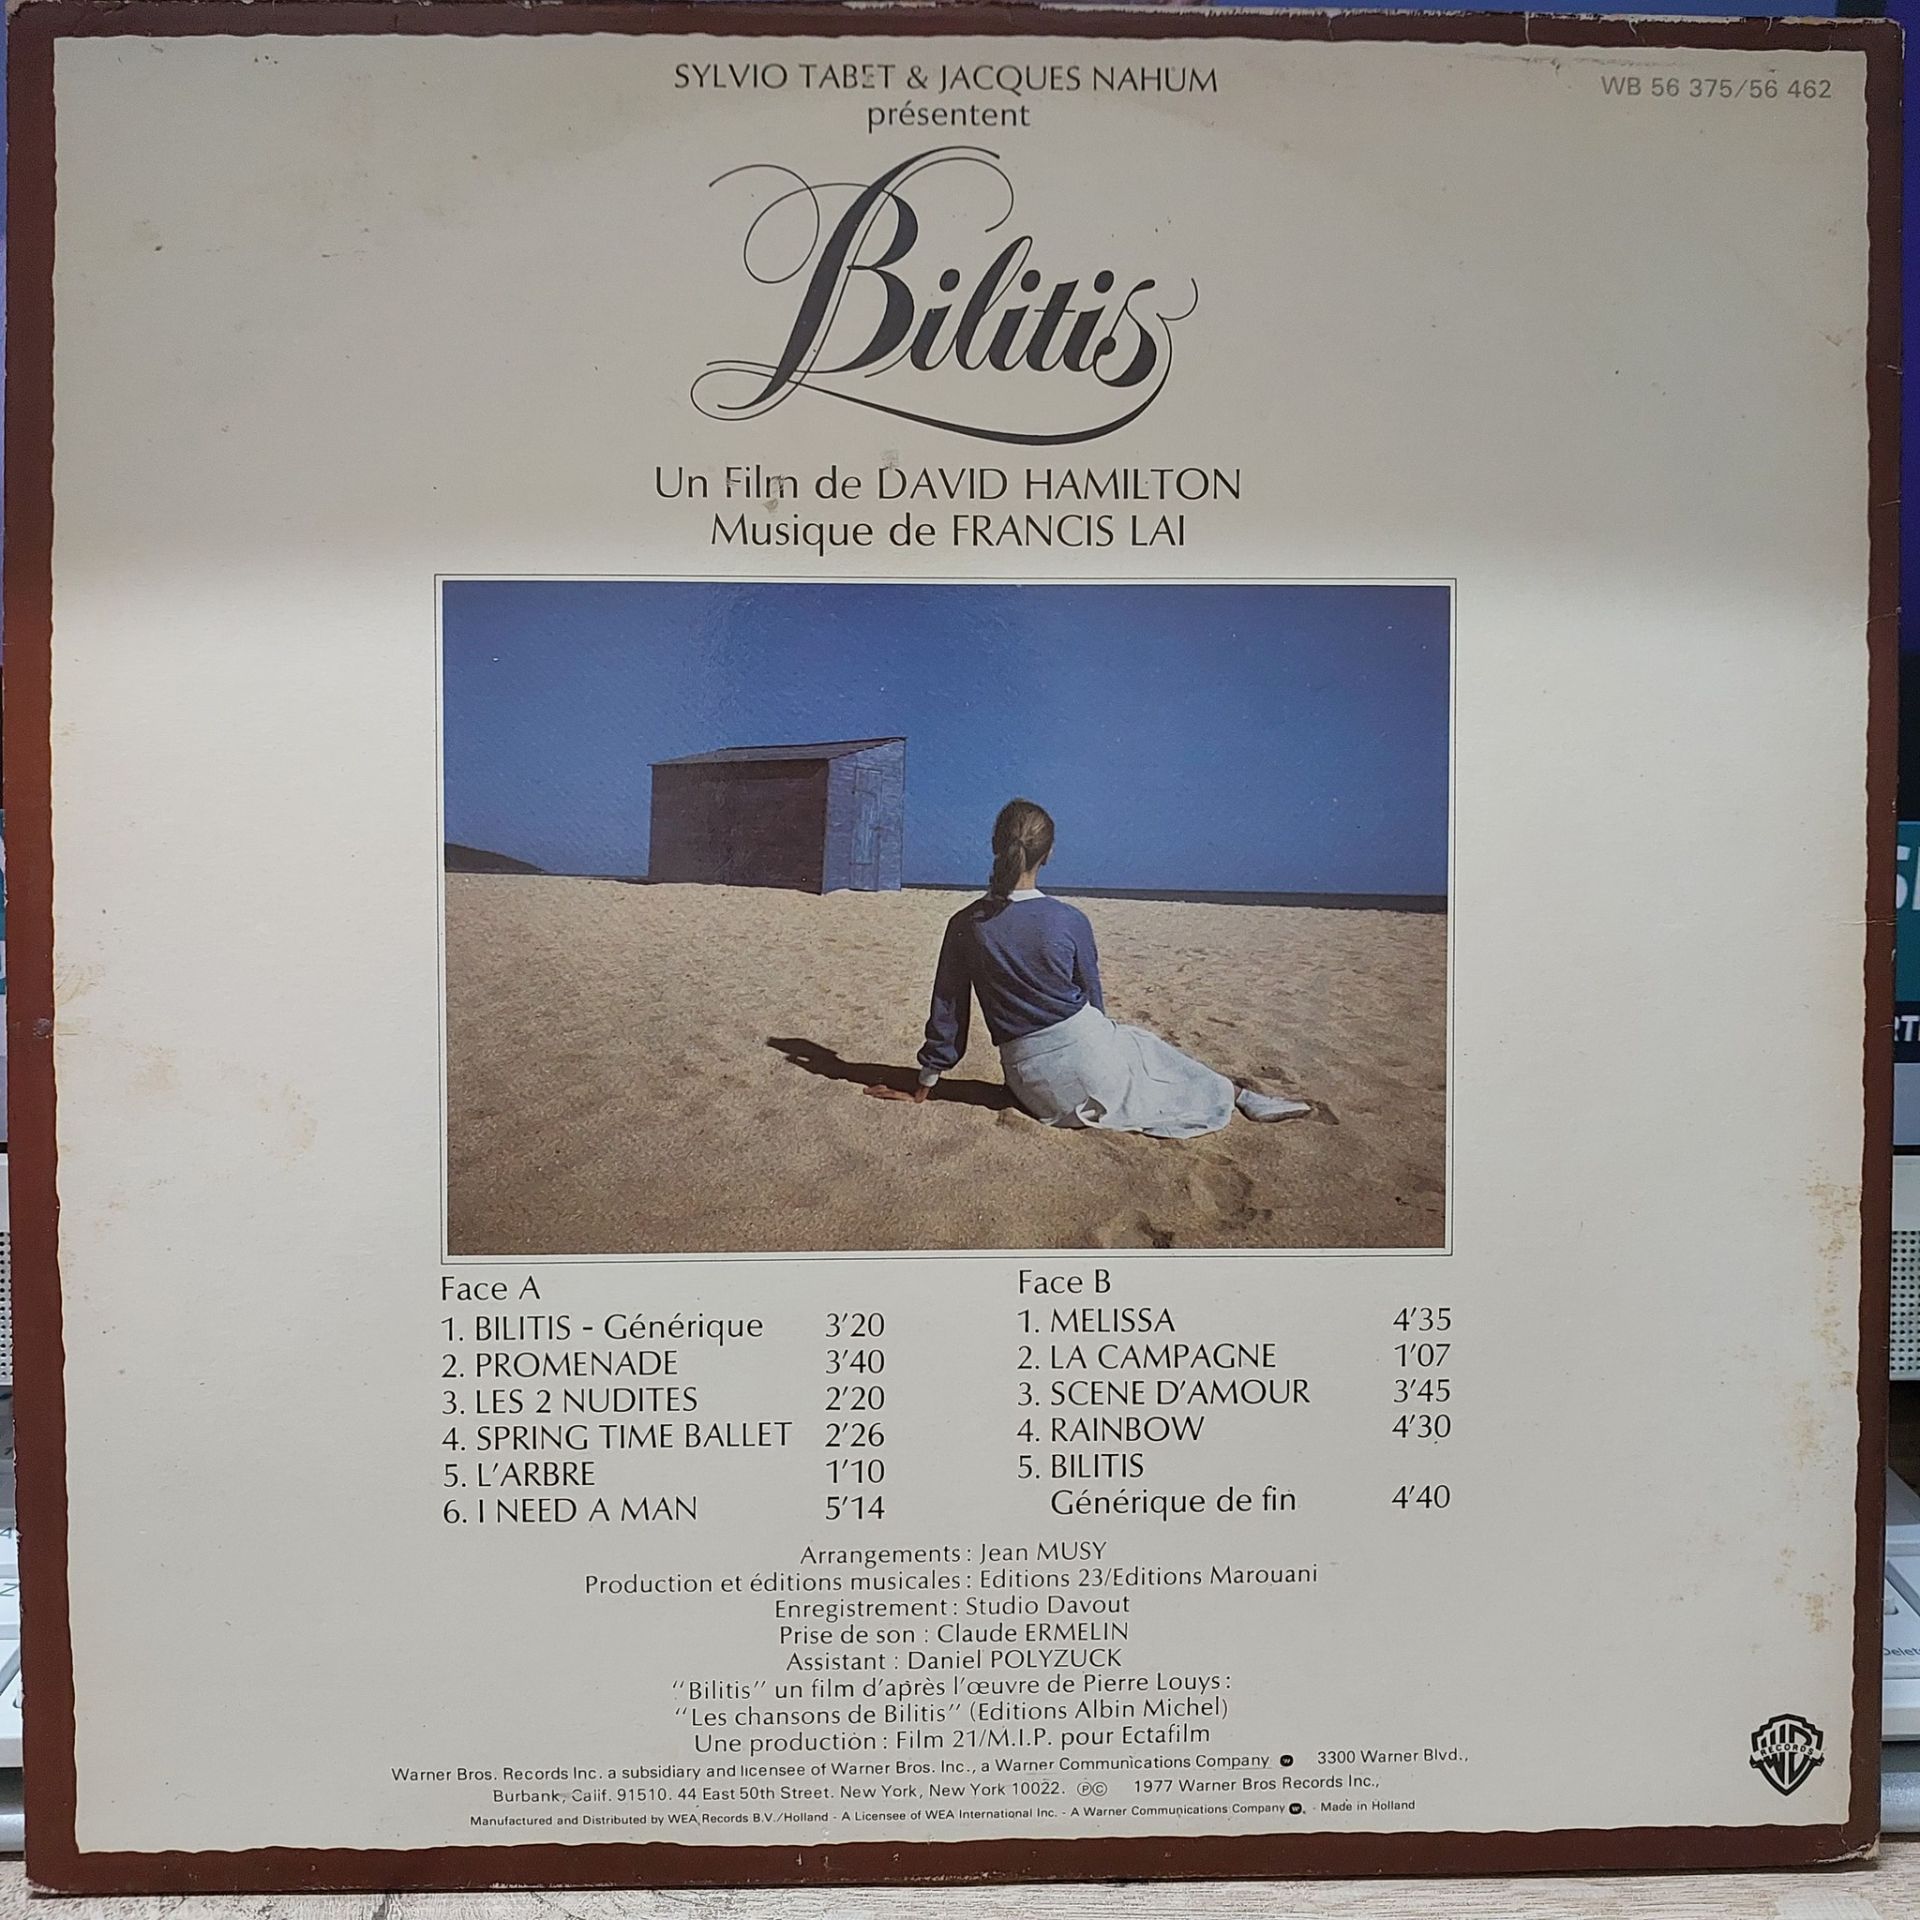 SYLVIO TABET & JACQUES NAHUM
présentent
WB 56 375/56 462
Bilitis
Un Film de DAVID HAMILTON
Musique de FRANCIS LAI
Face A
1. BILITIS - Générique 3'20
2. PROMENADE 3'40
3. LES 2 NUDITES 2'20
4. SPRING TIME BALLET 2'26
5. L'ARBRE 1'10
6. I NEED A MAN 5'14
Face B
1. MELISSA 4'35
2. LA CAMPAGNE 1'07
3. SCENE D'AMOUR 3'45
4. RAINBOW 4'30
5. BILITIS
Générique de fin 4'40
Arrangements : Jean MUSY
Production et éditions musicales : Editions 23/Editions Marouani
Enregistrement : Studio Davout
Prise de son : Claude ERMELIN
Assistant : Daniel POLYZUCK
"Bilitis" un film d'après l'œuvre de Pierre Louys :
"Les chansons de Bilitis" (Editions Albin Michel)
Une production : Film 21/M.I.P. pour Ectafilm
Warner Bros. Records Inc. a subsidiary and licensee of Warner Bros. Inc., a Warner Communications Company 3300 Warner Blvd.,
Burbank, Calif. 91510. 44 East 50th Street. New York, New York 10022. ℗© 1977 Warner Bros Records Inc.,
Manufactured and Distributed by WEA Records B.V./Holland - A Licensee of WEA International Inc. - A Warner Communications Company . - Made in Holland
WB
RECORDS
Delete